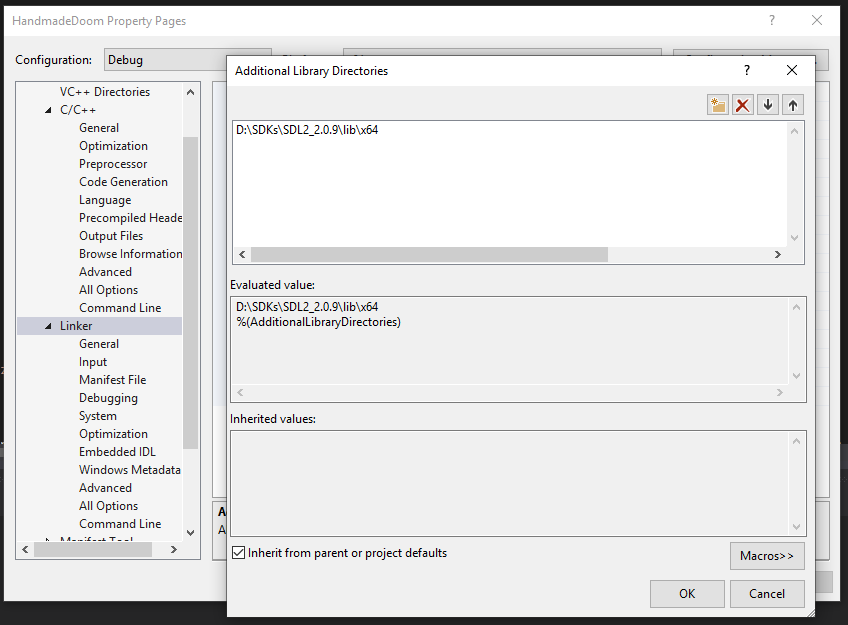 HandmadeDoom Property Pages
Configuration:
Debug
Additional Library Directories
VC++ Directories
C/C++
General
Optimization
Preprocessor
Code Generation
Language
Precompiled Heade
Output Files
Browse Information
Advanced
All Options
Command Line
Linker
General
Input
Manifest File
Debugging
System
Optimization
Embedded IDL
Windows Metadata
Advanced
All Options
Command Line
D:\SDKs\SDL2_2.0.9\lib\x64
Evaluated value:
D:\SDKs\SDL2_2.0.9\lib\x64
%(AdditionalLibraryDirectories)
Inherited values:
Inherit from parent or project defaults
Macros>>
OK
Cancel